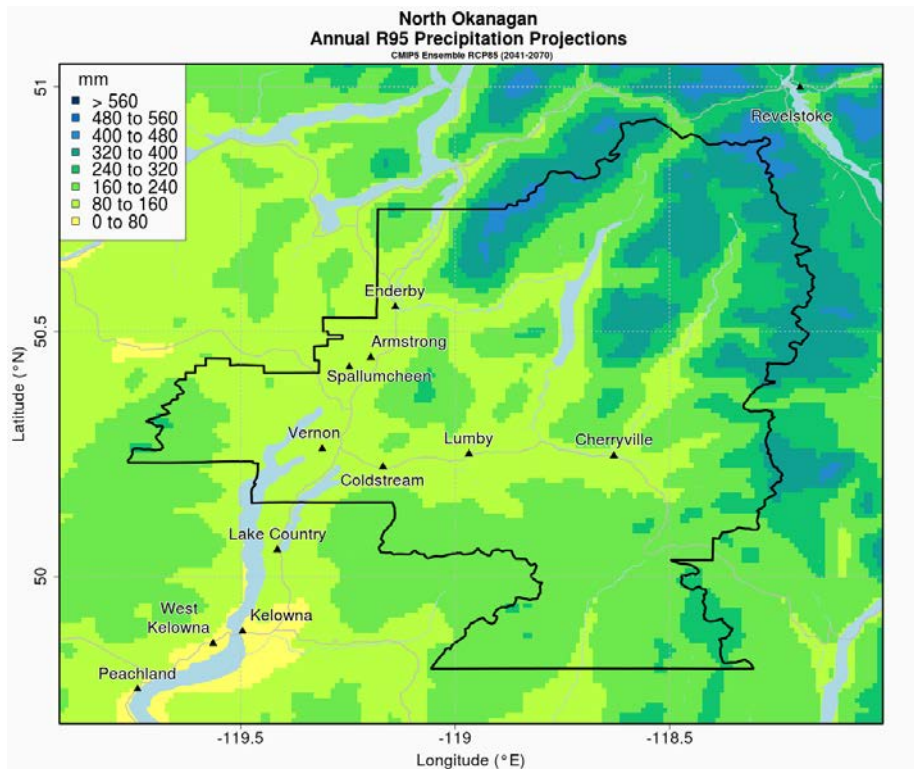 North Okanagan
Annual R95 Precipitation Projections
CMIP5 Ensemble RCP85 (2041-2070)
mm
> 560
480 to 560
400 to 480
320 to 400
240 to 320
160 to 240
80 to 160
0 to 80
51
50.5
50
Latitude (°N)
Revelstoke
Enderby
Armstrong
Spallumcheen
Vernon
Lumby
Cherryville
Coldstream
Lake Country
West
Kelowna
Kelowna
Peachland
-119.5
-119
-118.5
Longitude (°E)